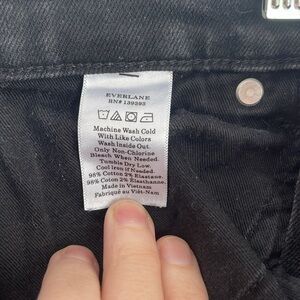 EVERLANE
RN# 139393
Machine Wash Cold
With Like Colors
Wash Inside Out.
Only Non-Chlorine
Bleach When Needed.
Tumble Dry Low.
Cool Iron if Needed.
98% Cotton 2% Elastane.
98% Coton 2% Elasthanne.
Made in Vietnam
Fabriqué au Viêt-Nam